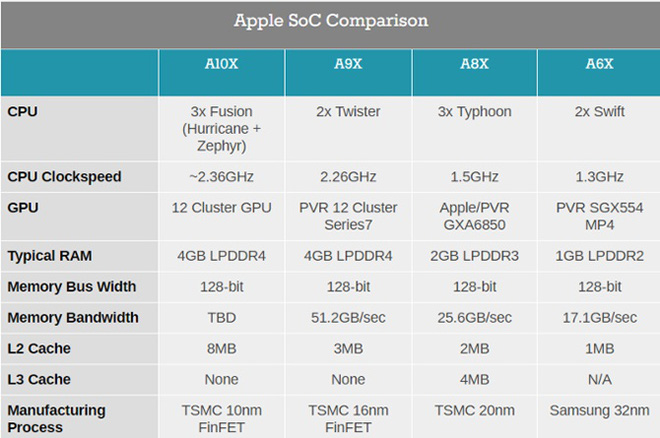 Apple SoC Comparison
A10X A9X A8X A6X
CPU 3x Fusion 2x Twister 3x Typhoon 2x Swift
(Hurricane +
Zephyr)
CPU Clockspeed ~2.36GHz 2.26GHz 1.5GHz 1.3GHz
GPU 12 Cluster GPU PVR 12 Cluster Apple/PVR PVR SGX554
Series7 GXA6850 MP4
Typical RAM 4GB LPDDR4 4GB LPDDR4 2GB LPDDR3 1GB LPDDR2
Memory Bus Width 128-bit 128-bit 128-bit 128-bit
Memory Bandwidth TBD 51.2GB/sec 25.6GB/sec 17.1GB/sec
L2 Cache 8MB 3MB 2MB 1MB
L3 Cache None None 4MB N/A
Manufacturing TSMC 10nm TSMC 16nm TSMC 20nm Samsung 32nm
Process FinFET FinFET